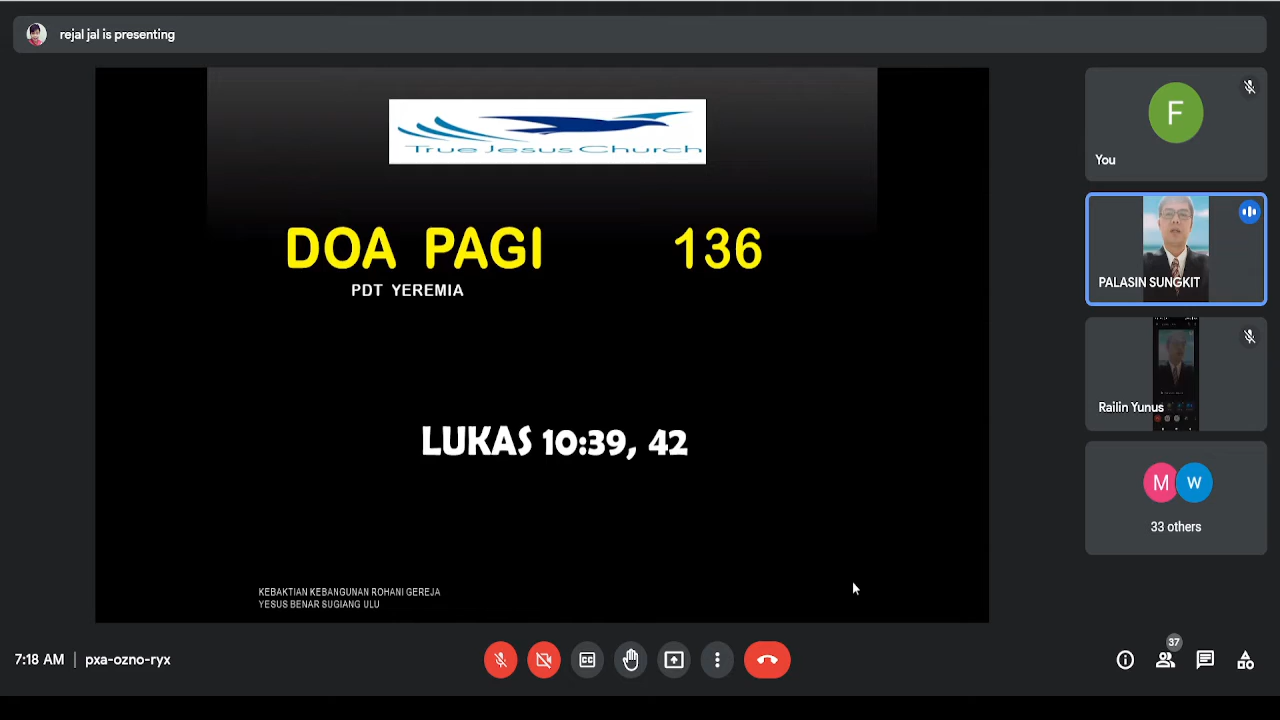 rejal jal is presenting
True Jesus Church
DOA PAGI 136
PDT YEREMIA
LUKAS 10:39, 42
KEBAKTIAN KEBANGUNAN ROHANI GEREJA
YESUS BENAR SUGIANG ULU
F
You
PALASIN SUNGKIT
Railin Yunus
M W
33 others
7:18 AM | pxa-ozno-ryx
CC
37